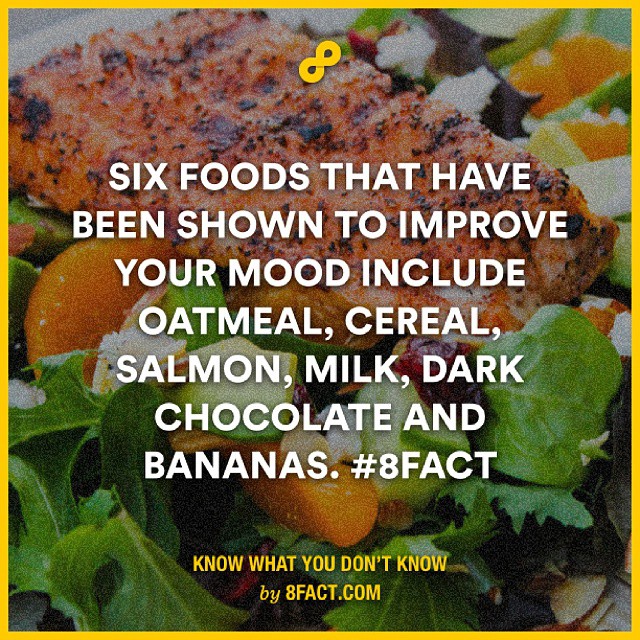 SIX FOODS THAT HAVE
BEEN SHOWN TO IMPROVE
YOUR MOOD INCLUDE
OATMEAL, CEREAL,
SALMON, MILK, DARK
CHOCOLATE AND
BANANAS. #8FACT
KNOW WHAT YOU DON'T KNOW
by 8FACT.COM